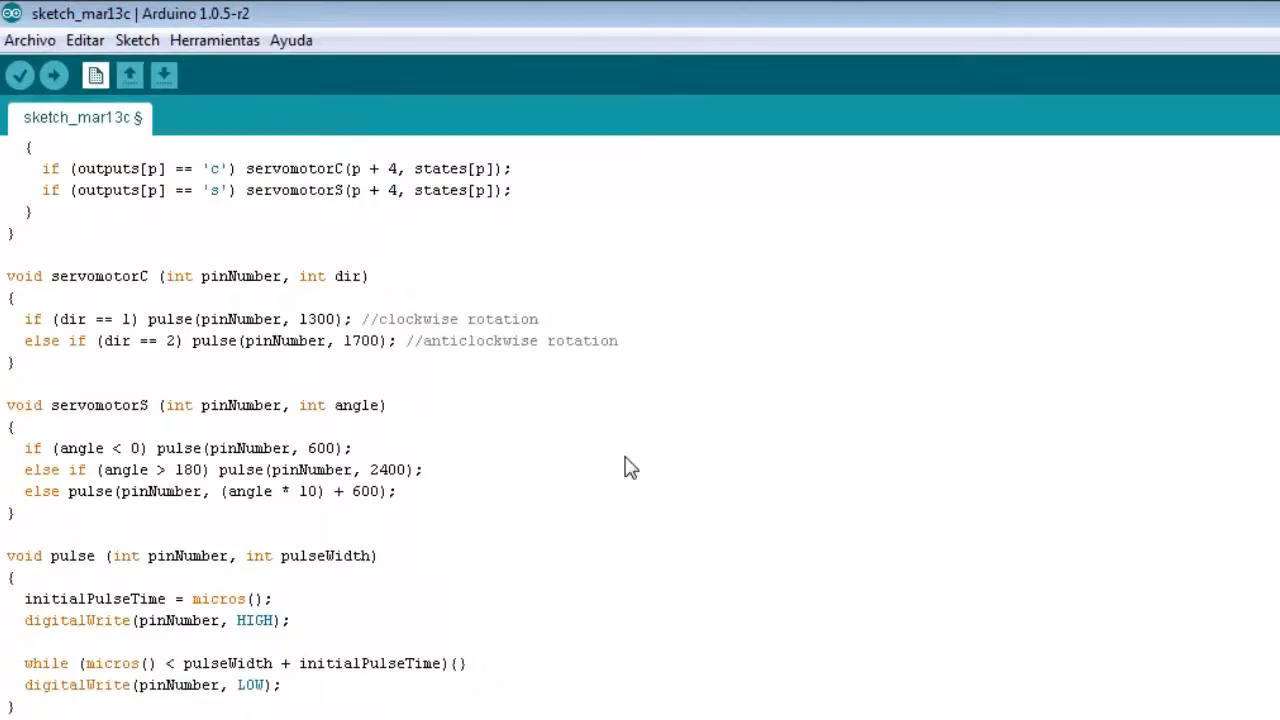 sketch_mar13c | Arduino 1.0.5-r2
Archivo Editar Sketch Herramientas Ayuda
sketch_mar13c §
{
if (outputs[p] == 'c') servomotorC(p + 4, states[p]);
if (outputs[p] == 's') servomotorS(p + 4, states[p]);
}
}
void servomotorC (int pinNumber, int dir)
{
if (dir == 1) pulse(pinNumber, 1300); //clockwise rotation
else if (dir == 2) pulse(pinNumber, 1700); //anticlockwise rotation
}
void servomotorS (int pinNumber, int angle)
{
if (angle < 0) pulse(pinNumber, 600);
else if (angle > 180) pulse(pinNumber, 2400);
else pulse(pinNumber, (angle * 10) + 600);
}
void pulse (int pinNumber, int pulseWidth)
{
initialPulseTime = micros();
digitalWrite(pinNumber, HIGH);
while (micros() < pulseWidth + initialPulseTime){}
digitalWrite(pinNumber, LOW);
}